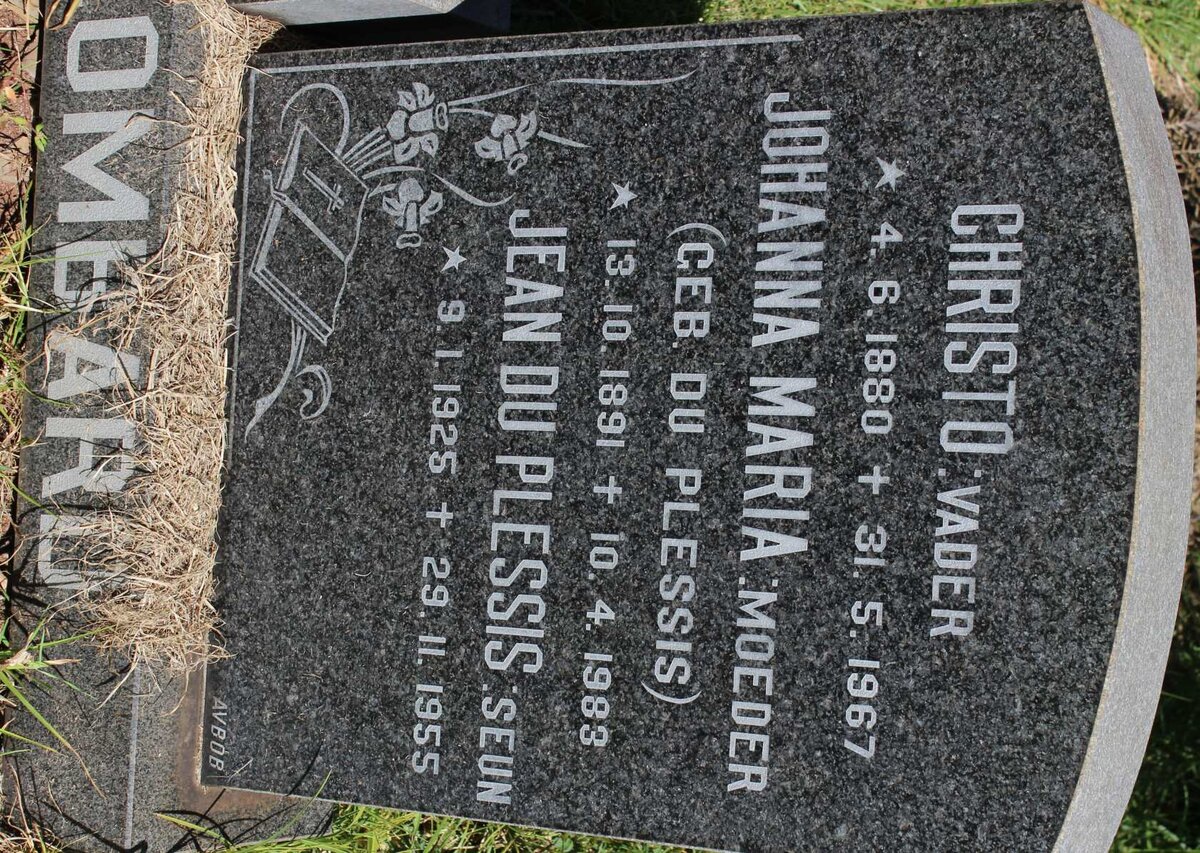 CHRISTO :VADER
★ 4. 8. 1880 + 31. 5. 1967
JOHANNA MARIA :MOEDER
(GEB. DU PLESSIS)
★ 13. 10. 1891 + 10. 4. 1983
JEAN DU PLESSIS :SEUN
★ 9. 1. 1925 + 29. 11. 1955
AVBOB